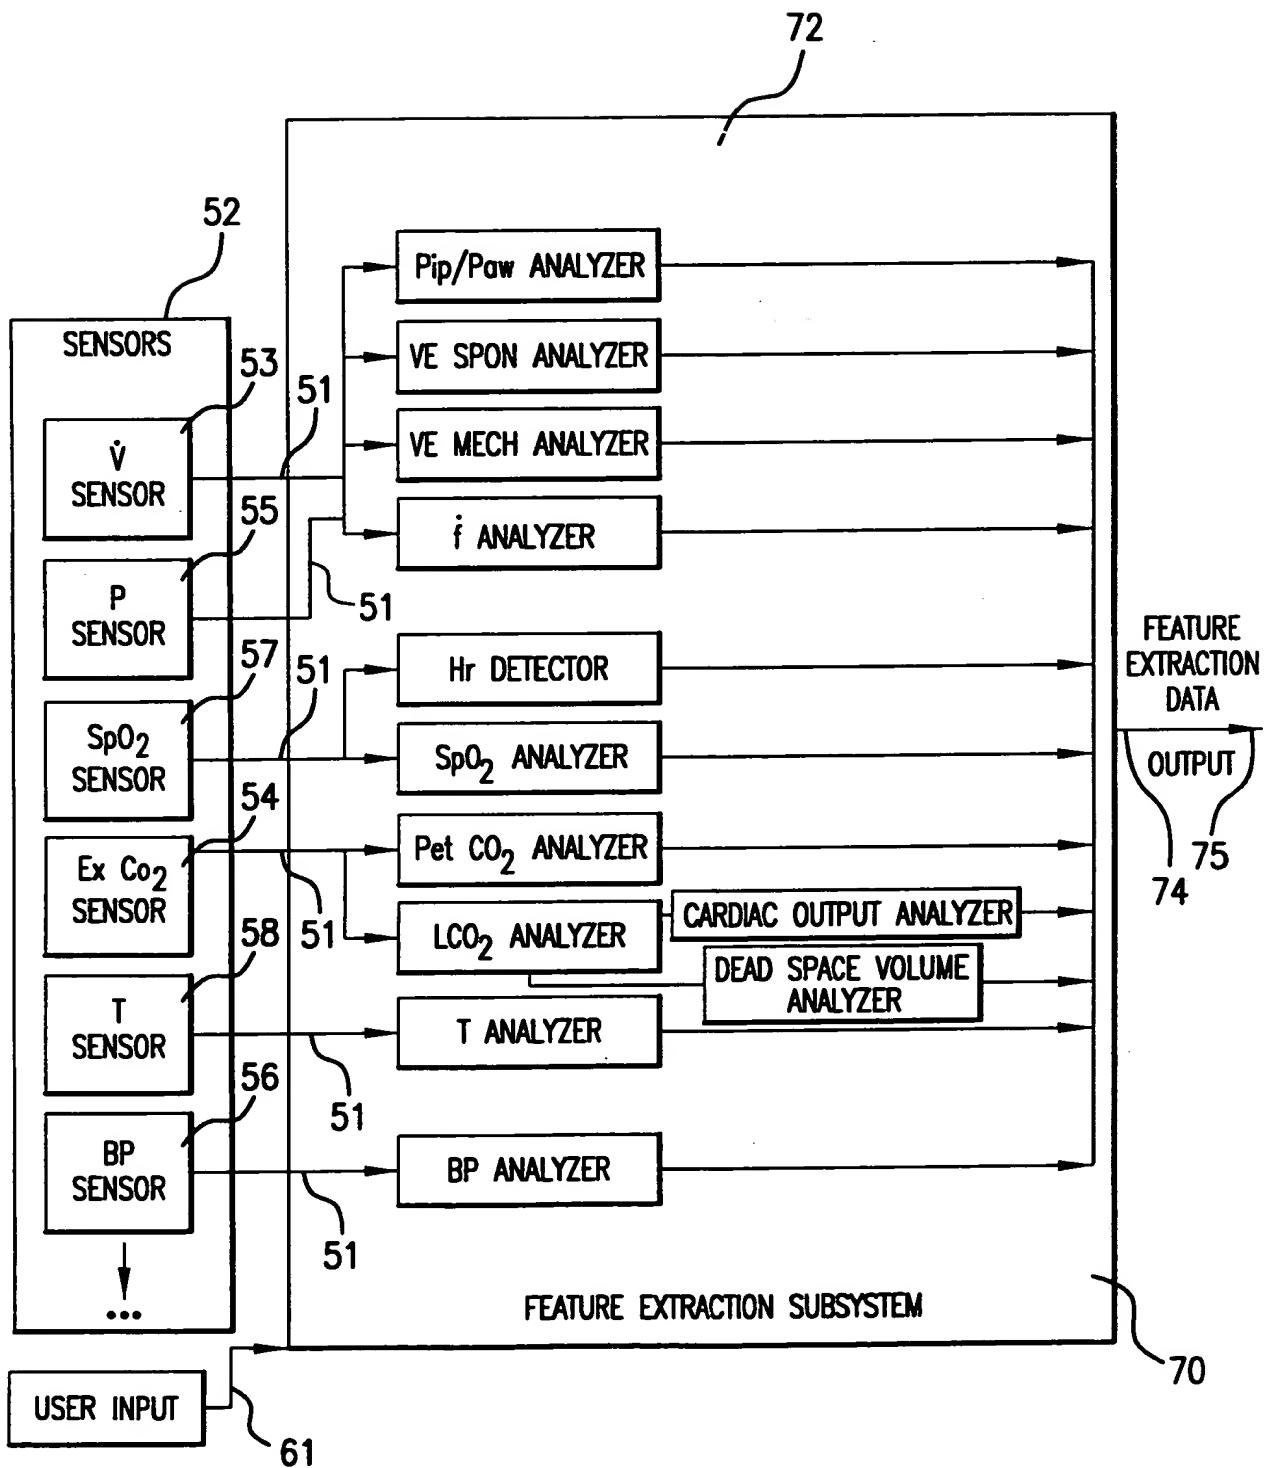 72
52
SENSORS
53
V̇
SENSOR
51
55
P
SENSOR
51
57
SpO2
SENSOR
51
54
Ex Co2
SENSOR
51
58
T
SENSOR
51
56
BP
SENSOR
51
•••
USER INPUT
61
Pip/Paw ANALYZER
VE SPON ANALYZER
VE MECH ANALYZER
ḟ ANALYZER
Hr DETECTOR
SpO2 ANALYZER
Pet CO2 ANALYZER
LCO2 ANALYZER
CARDIAC OUTPUT ANALYZER
DEAD SPACE VOLUME
ANALYZER
T ANALYZER
BP ANALYZER
FEATURE EXTRACTION SUBSYSTEM
70
FEATURE
EXTRACTION
DATA
OUTPUT
74
75